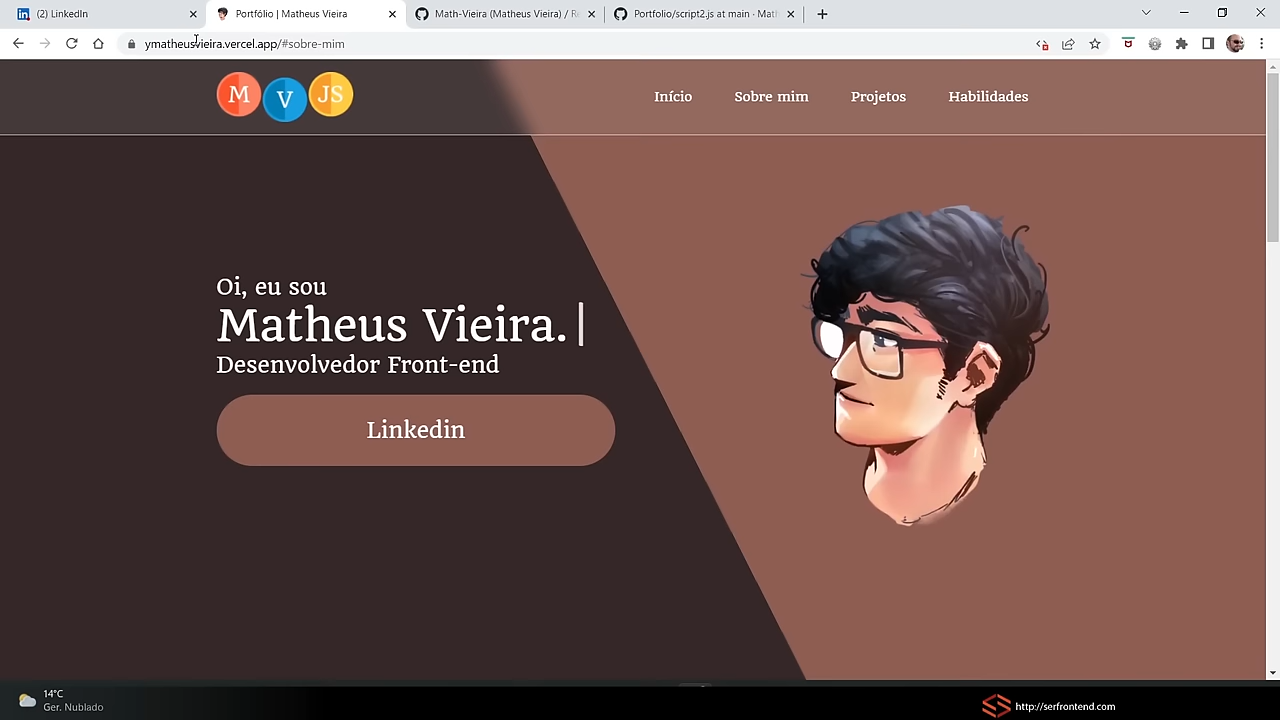 (2) LinkedIn
Portfólio | Matheus Vieira
Math-Vieira (Matheus Vieira) / R
Portfolio/script2.js at main · Math
ymatheusvieira.vercel.app/#sobre-mim
M V JS
Início Sobre mim Projetos Habilidades
Oi, eu sou
Matheus Vieira.|
Desenvolvedor Front-end
Linkedin
14°C
Ger. Nublado
http://serfrontend.com